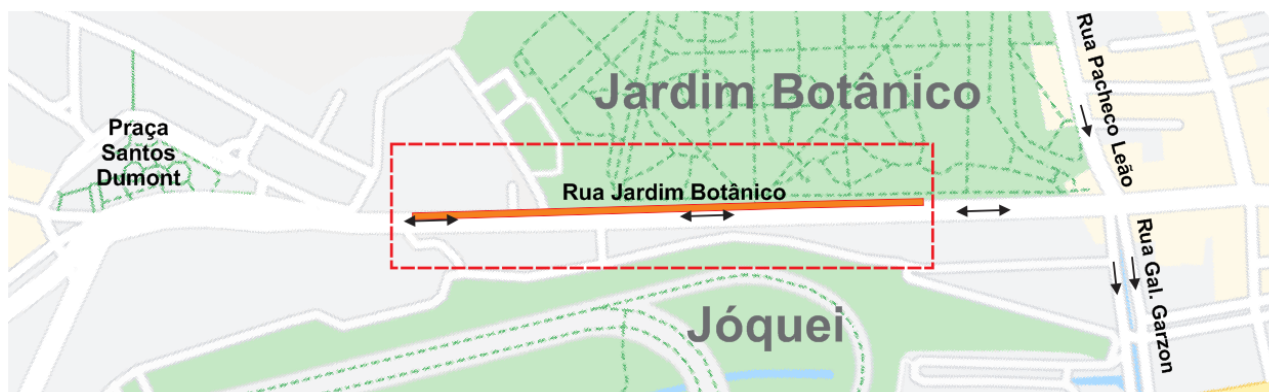 Jardim Botânico
Rua Pacheco Leão
Praça
Santos
Dumont
Rua Jardim Botânico
Rua Gal. Garzon
Jóquei